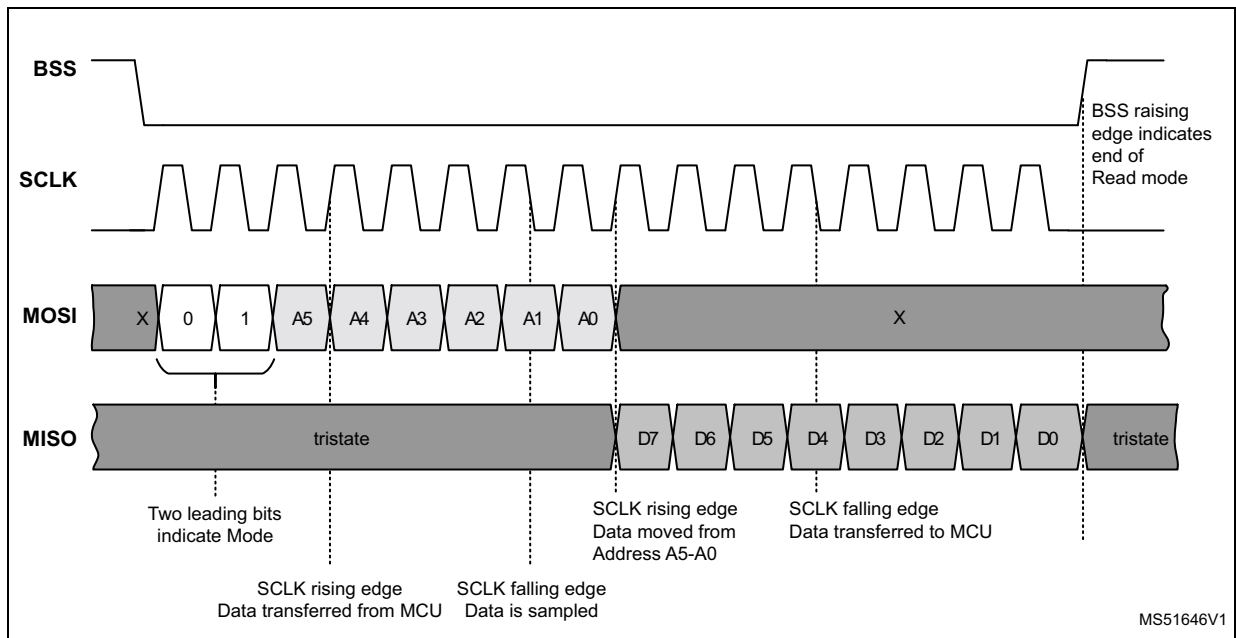 BSS
BSS raising
edge indicates
end of
Read mode
SCLK
MOSI
X 0 1 A5 A4 A3 A2 A1 A0 X
MISO
tristate D7 D6 D5 D4 D3 D2 D1 D0 tristate
Two leading bits
indicate Mode
SCLK rising edge
Data transferred from MCU
SCLK falling edge
Data is sampled
SCLK rising edge
Data moved from
Address A5-A0
SCLK falling edge
Data transferred to MCU
MS51646V1